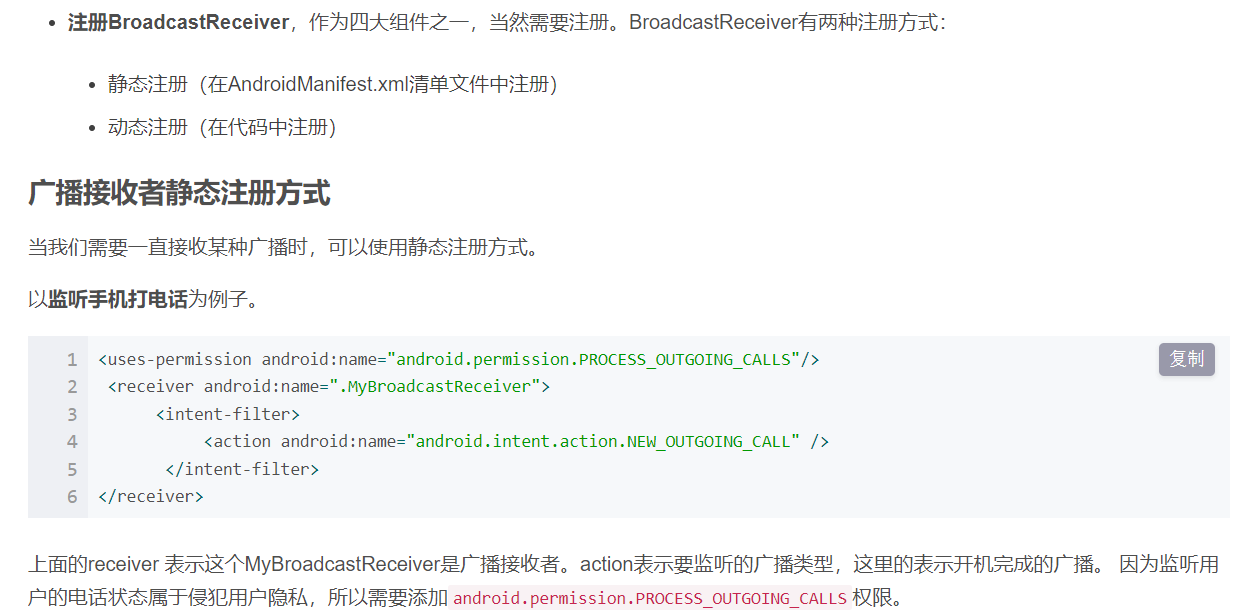 注册BroadcastReceiver，作为四大组件之一，当然需要注册。BroadcastReceiver有两种注册方式：
静态注册（在AndroidManifest.xml清单文件中注册）
动态注册（在代码中注册）
广播接收者静态注册方式
当我们需要一直接收某种广播时，可以使用静态注册方式。
以监听手机打电话为例子。
复制
1 <uses-permission android:name="android.permission.PROCESS_OUTGOING_CALLS"/>
2 <receiver android:name=".MyBroadcastReceiver">
3 <intent-filter>
4 <action android:name="android.intent.action.NEW_OUTGOING_CALL" />
5 </intent-filter>
6 </receiver>
上面的receiver 表示这个MyBroadcastReceiver是广播接收者。action表示要监听的广播类型，这里的表示开机完成的广播。 因为监听用
户的电话状态属于侵犯用户隐私，所以需要添加 android.permission.PROCESS_OUTGOING_CALLS 权限。